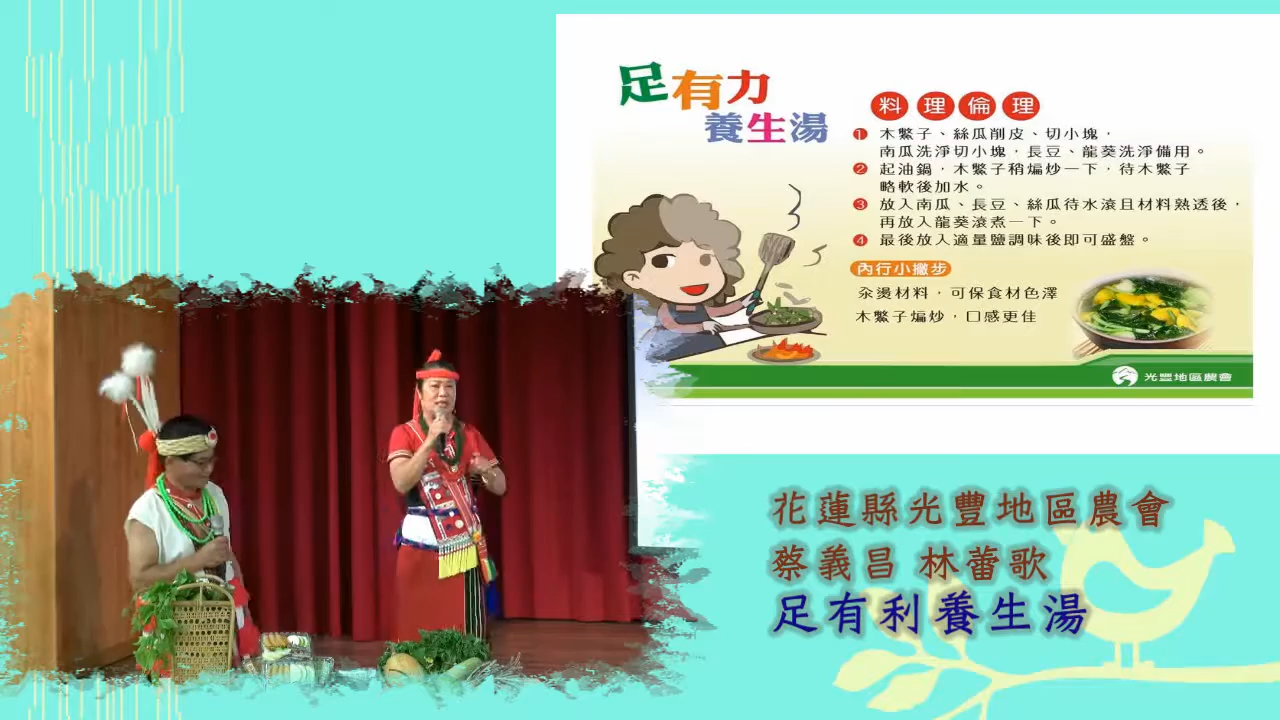 足有力
養生湯
料理倫理
1 木鱉子、絲瓜削皮、切小塊，
南瓜洗淨切小塊，長豆、龍葵洗淨備用。
2 起油鍋，木鱉子稍煸炒一下，待木鱉子
略軟後加水。
3 放入南瓜、長豆、絲瓜待水滾且材料熟透後，
再放入龍葵滾煮一下。
4 最後放入適量鹽調味後即可盛盤。
內行小撇步
汆燙材料，可保食材色澤
木鱉子煸炒，口感更佳
光豐地區農會
花蓮縣光豐地區農會
蔡義昌 林蕾歌
足有利養生湯